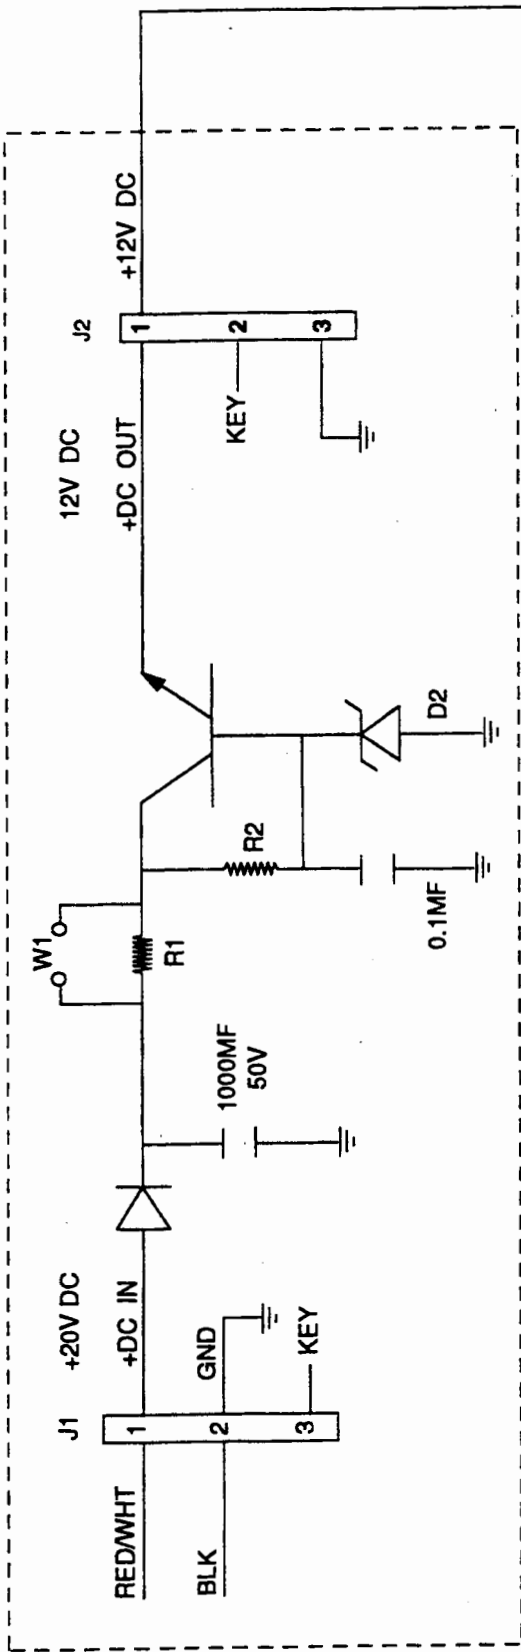 RED/WHT
BLK
J1
1
2
3
+20V DC
+DC IN
GND
KEY
1000MF
50V
W1
R1
R2
0.1MF
D2
12V DC
+DC OUT
KEY
J2
1
2
3
+12V DC